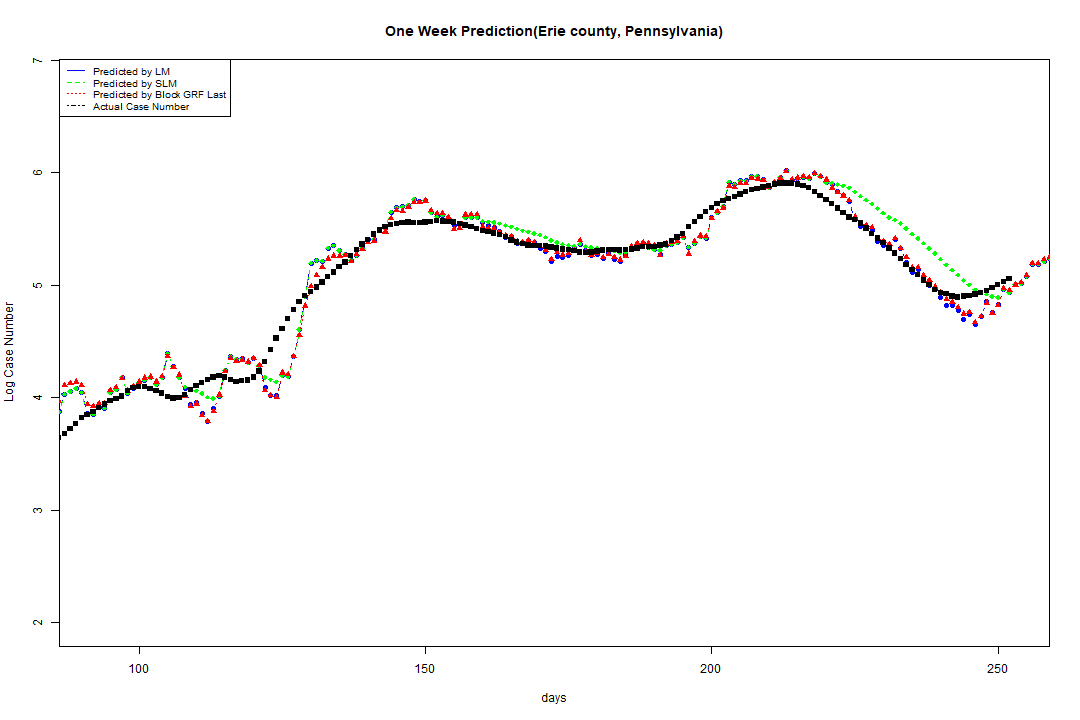 One Week Prediction(Erie county, Pennsylvania)
Predicted by LM
Predicted by SLM
Predicted by Block GRF Last
Actual Case Number
Log Case Number
7
6
5
4
3
2
100 150 200 250
days